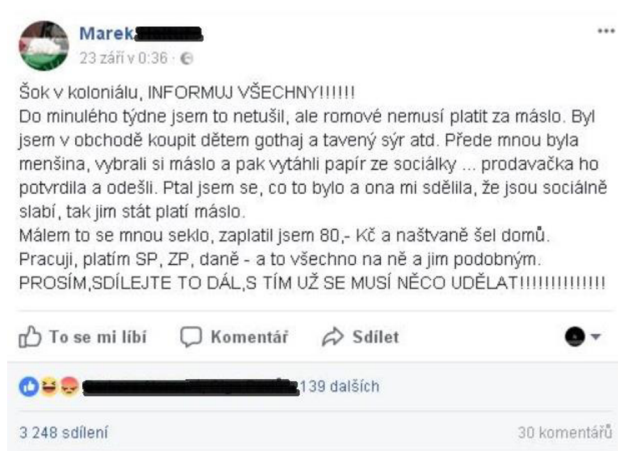 Marek
23 září v 0:36 ·
Šok v koloniálu, INFORMUJ VŠECHNY!!!!!!
Do minulého týdne jsem to netušil, ale romové nemusí platit za máslo. Byl
jsem v obchodě koupit dětem gothaj a tavený sýr atd. Přede mnou byla
menšina, vybrali si máslo a pak vytáhli papír ze sociálky ... prodavačka ho
potvrdila a odešli. Ptal jsem se, co to bylo a ona mi sdělila, že jsou sociálně
slabí, tak jim stát platí máslo.
Málem to se mnou seklo, zaplatil jsem 80,- Kč a naštvaně šel domů.
Pracuji, platím SP, ZP, daně - a to všechno na ně a jim podobným.
PROSÍM,SDÍLEJTE TO DÁL,S TÍM UŽ SE MUSÍ NĚCO UDĚLAT!!!!!!!!!!!!!!
To se mi líbí Komentář Sdílet
139 dalších
3 248 sdílení 30 komentářů